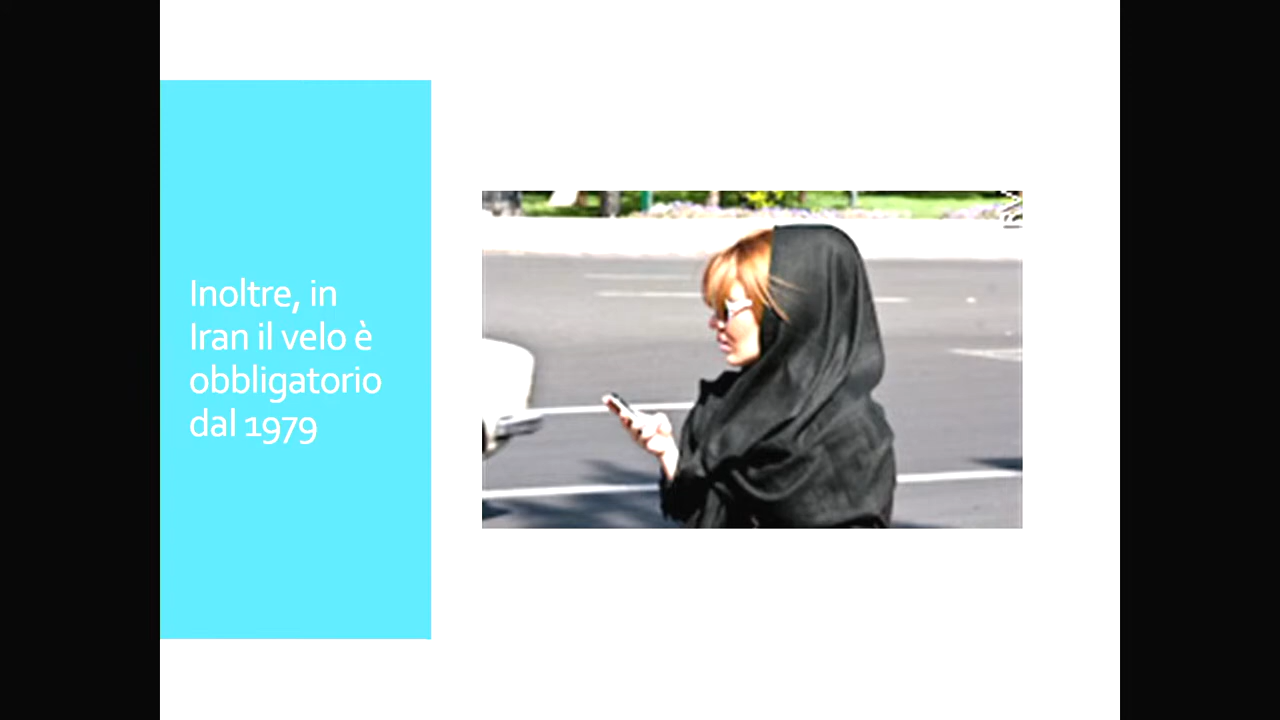 Inoltre, in
Iran il velo è
obbligatorio
dal 1979